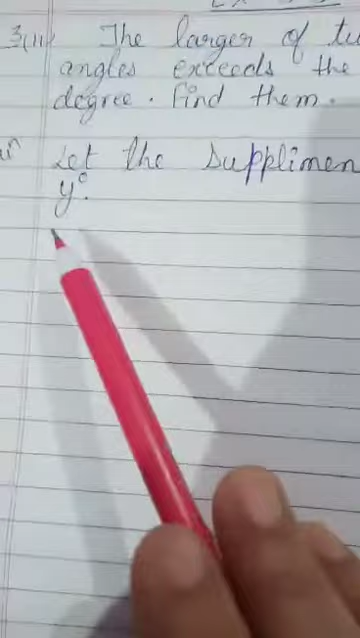 3(ii) The larger of
angles exceeds the
degree. Find them.
Let the Supplimen
y°.